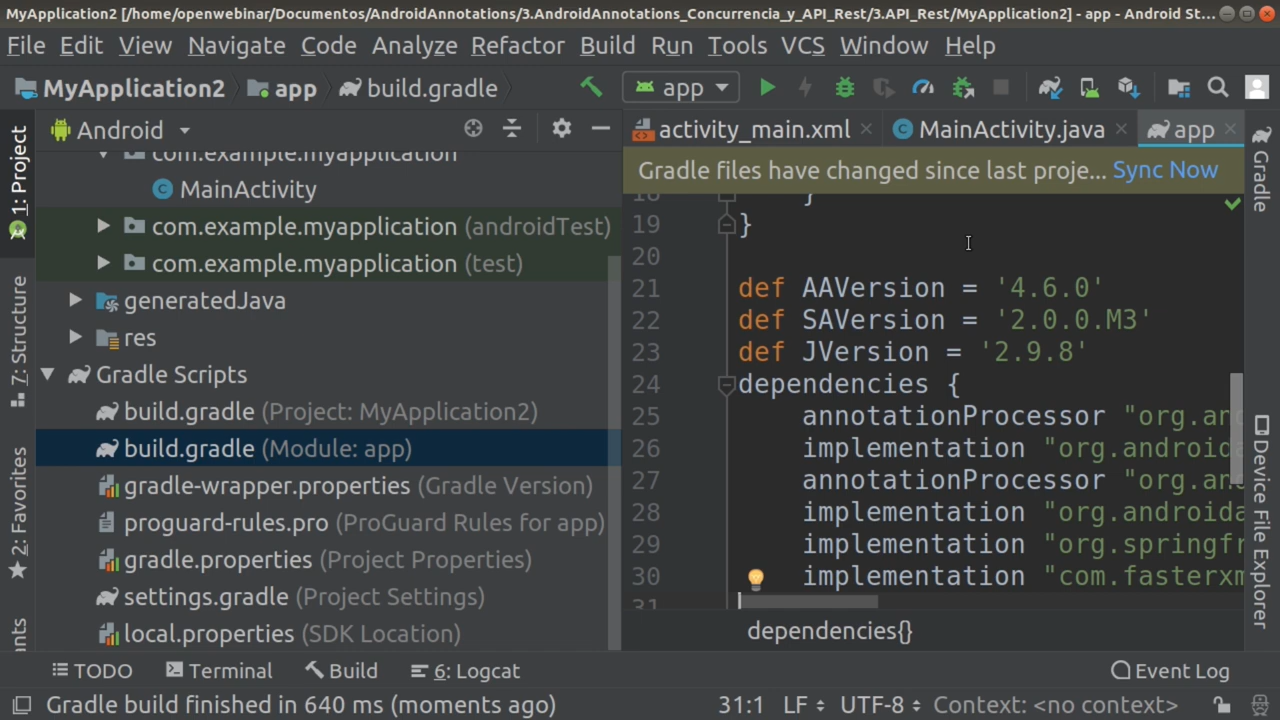 MyApplication2 [/home/openwebinar/Documentos/AndroidAnnotations/3.AndroidAnnotations_Concurrencia_y_API_Rest/3.API_Rest/MyApplication2] - app - Android St...
File Edit View Navigate Code Analyze Refactor Build Run Tools VCS Window Help
MyApplication2 app build.gradle app
1: Project
7: Structure
2: Favorites
Android
com.example.myapplication
MainActivity
com.example.myapplication (androidTest)
com.example.myapplication (test)
generatedJava
res
Gradle Scripts
build.gradle (Project: MyApplication2)
build.gradle (Module: app)
gradle-wrapper.properties (Gradle Version)
proguard-rules.pro (ProGuard Rules for app)
gradle.properties (Project Properties)
settings.gradle (Project Settings)
local.properties (SDK Location)
activity_main.xml MainActivity.java app
Gradle files have changed since last proje... Sync Now
18 }
19 }
20
21 def AAVersion = '4.6.0'
22 def SAVersion = '2.0.0.M3'
23 def JVersion = '2.9.8'
24 dependencies {
25 annotationProcessor "org.an
26 implementation "org.androida
27 annotationProcessor "org.an
28 implementation "org.androida
29 implementation "org.springfr
30 implementation "com.fasterxm
31
dependencies{}
Gradle
Device File Explorer
TODO Terminal Build 6: Logcat Event Log
Gradle build finished in 640 ms (moments ago) 31:1 LF UTF-8 Context: <no context>